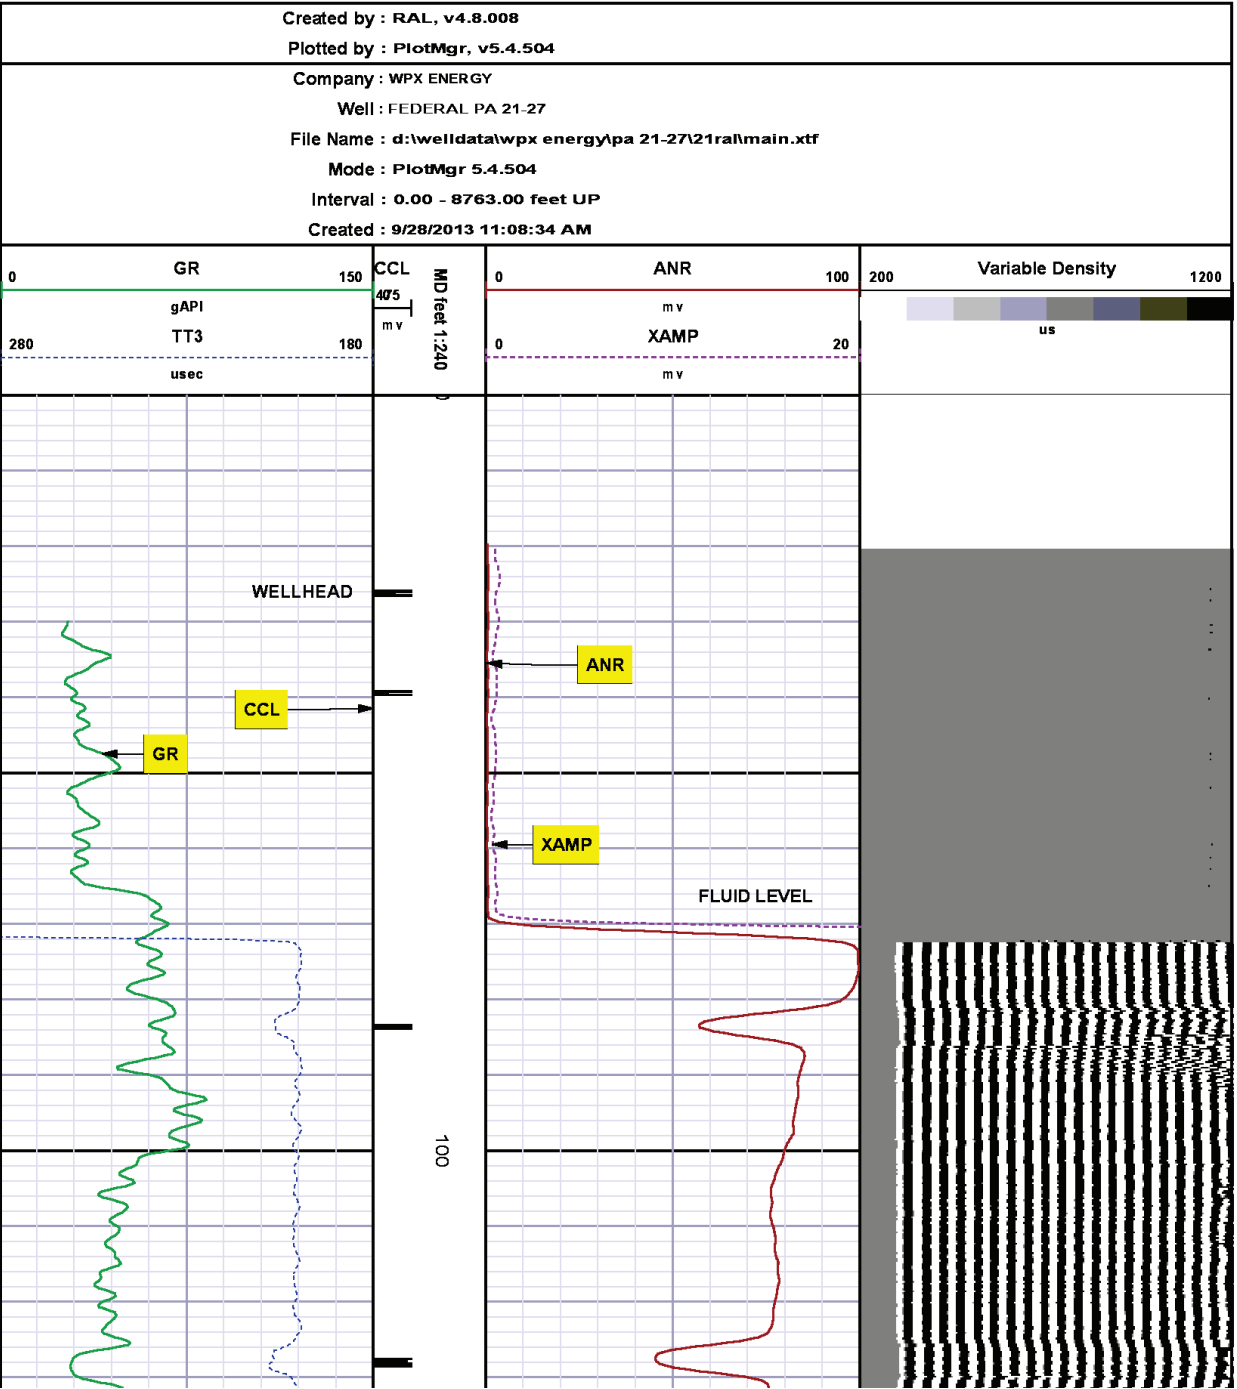 Created by : RAL, v4.8.008
Plotted by : PlotMgr, v5.4.504
Company : WPX ENERGY
Well : FEDERAL PA 21-27
File Name : d:\welldata\wpx energy\pa 21-27\21ral\main.xtf
Mode : PlotMgr 5.4.504
Interval : 0.00 - 8763.00 feet UP
Created : 9/28/2013 11:08:34 AM
0 GR 150
gAPI
280 TT3 180
usec
CCL
mv
MD feet 1:240
0 ANR 100
mv
0 XAMP 20
mv
200 Variable Density 1200
us
WELLHEAD
ANR
CCL
GR
XAMP
FLUID LEVEL
100